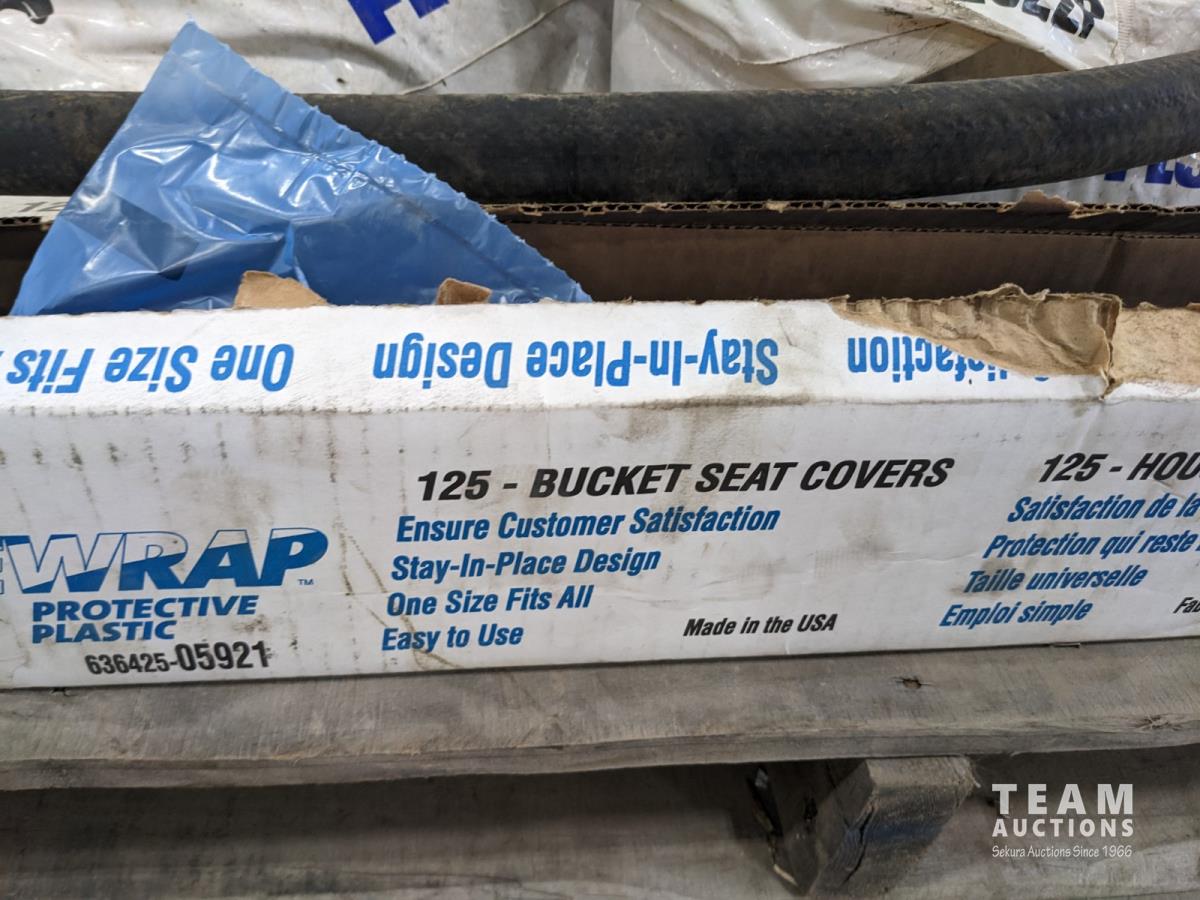 One Size Fits
Stay-In-Place Design
Satisfaction
125 - BUCKET SEAT COVERS
Ensure Customer Satisfaction
Stay-In-Place Design
One Size Fits All
Easy to Use
Made in the USA
WRAP™
PROTECTIVE
PLASTIC
636425-05921
125 - HOU
Satisfaction de la
Protection qui reste
Taille universelle
Emploi simple
TEAM
AUCTIONS
Sekura Auctions Since 1966